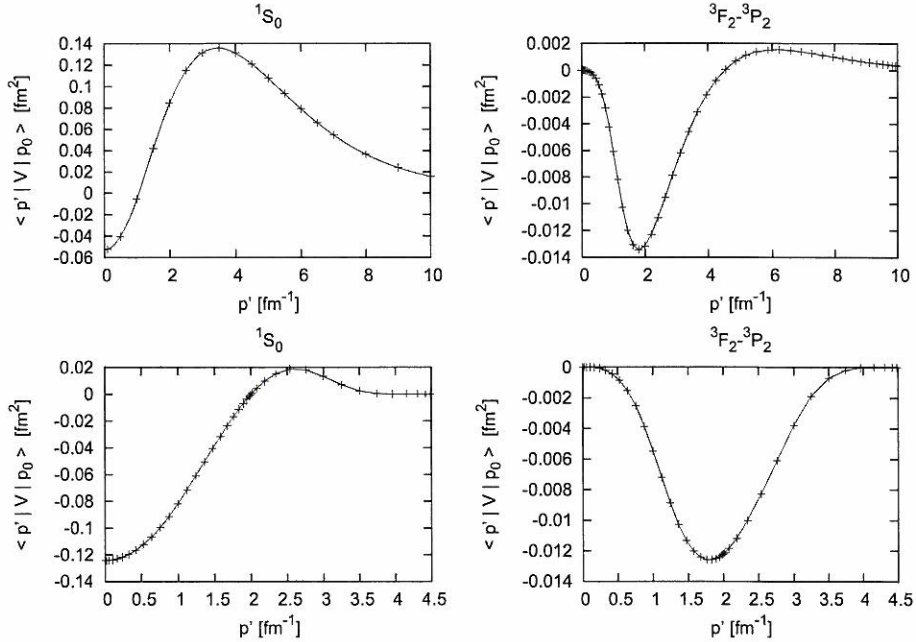 ¹S₀
0.14
0.12
0.1
0.08
0.06
0.04
0.02
0
-0.02
-0.04
-0.06
< p' | V | p₀ > [fm²]
0 2 4 6 8 10
p' [fm⁻¹]
³F₂-³P₂
0.002
0
-0.002
-0.004
-0.006
-0.008
-0.01
-0.012
-0.014
< p' | V | p₀ > [fm²]
0 2 4 6 8 10
p' [fm⁻¹]
¹S₀
0.02
0
-0.02
-0.04
-0.06
-0.08
-0.1
-0.12
-0.14
< p' | V | p₀ > [fm²]
0 0.5 1 1.5 2 2.5 3 3.5 4 4.5
p' [fm⁻¹]
³F₂-³P₂
0
-0.002
-0.004
-0.006
-0.008
-0.01
-0.012
-0.014
< p' | V | p₀ > [fm²]
0 0.5 1 1.5 2 2.5 3 3.5 4 4.5
p' [fm⁻¹]